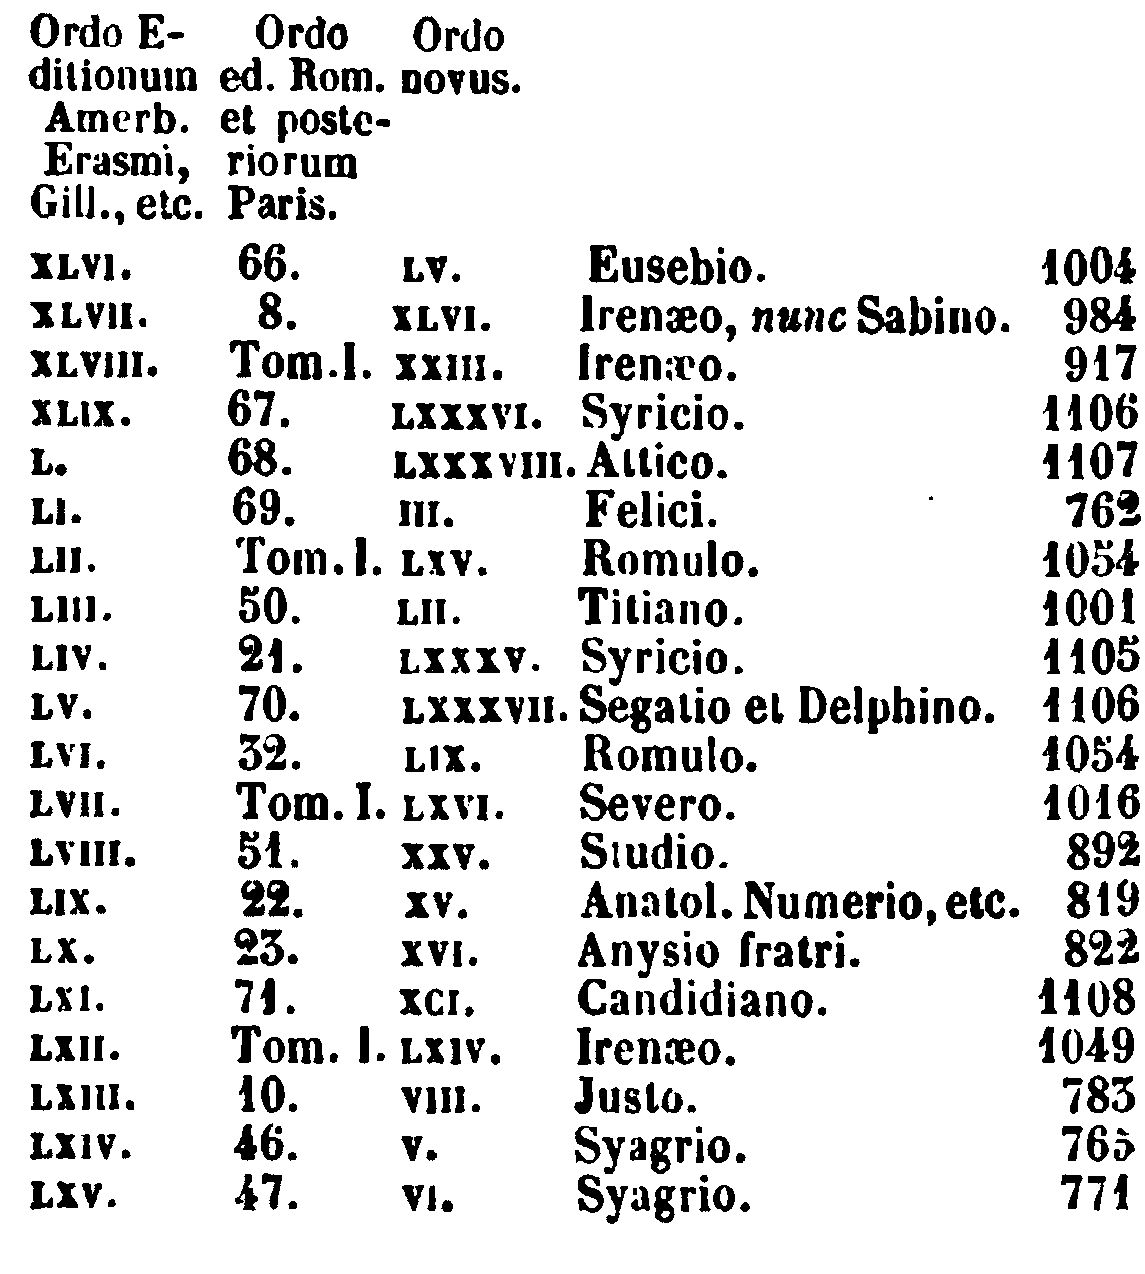 Ordo E- Ordo Ordo
ditionum ed. Rom. novus.
Amerb. et poste-
Erasmi, riorum
Gill., etc. Paris.
XLVI. 66. LV. Eusebio. 1004
XLVII. 8. XLVI. Irenæo, nunc Sabino. 984
XLVIII. Tom. I. XXIII. Irenæo. 917
XLIX. 67. LXXXVI. Syricio. 1106
L. 68. LXXXVIII. Attico. 1107
LI. 69. III. Felici. 762
LII. Tom. I. LXV. Romulo. 1054
LIII. 50. LII. Titiano. 1001
LIV. 21. LXXXV. Syricio. 1105
LV. 70. LXXXVII. Segatio et Delphino. 1106
LVI. 32. LIX. Romulo. 1054
LVII. Tom. I. LXVI. Severo. 1016
LVIII. 51. XXV. Studio. 892
LIX. 22. XV. Anatol. Numerio, etc. 819
LX. 23. XVI. Anysio fratri. 822
LXI. 71. XCI. Candidiano. 1108
LXII. Tom. I. LXIV. Irenæo. 1049
LXIII. 10. VIII. Justo. 783
LXIV. 46. V. Syagrio. 765
LXV. 47. VI. Syagrio. 771